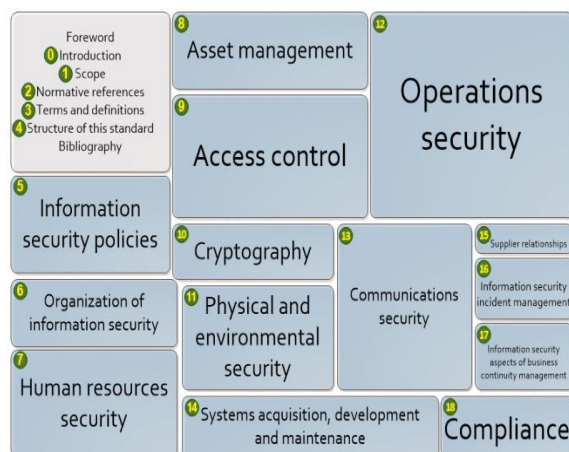 Foreword
0 Introduction
1 Scope
2 Normative references
3 Terms and definitions
4 Structure of this standard
Bibliography
5
Information
security policies
6
Organization of
information security
7
Human resources
security
8
Asset management
9
Access control
10
Cryptography
11
Physical and
environmental
security
12
Operations
security
13
Communications
security
14
Systems acquisition, development
and maintenance
15
Supplier relationships
16
Information security
incident management
17
Information security
aspects of business
continuity management
18
Compliance